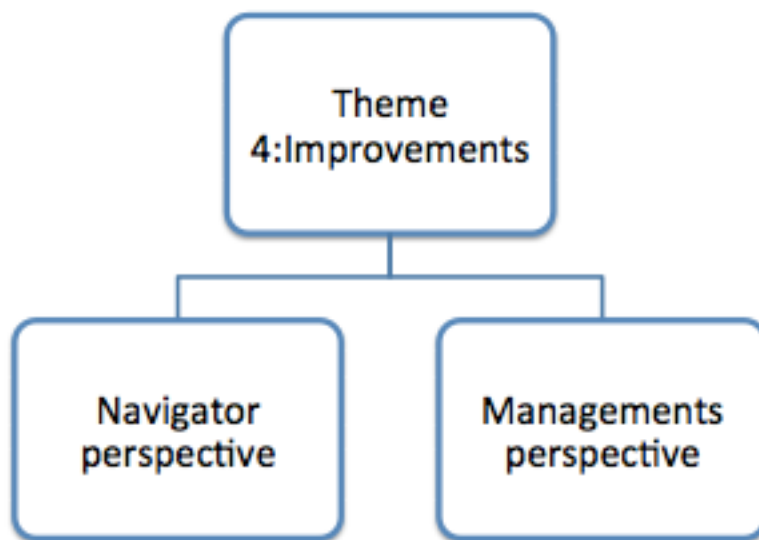 Theme
4:Improvements
Navigator
perspective
Managements
perspective